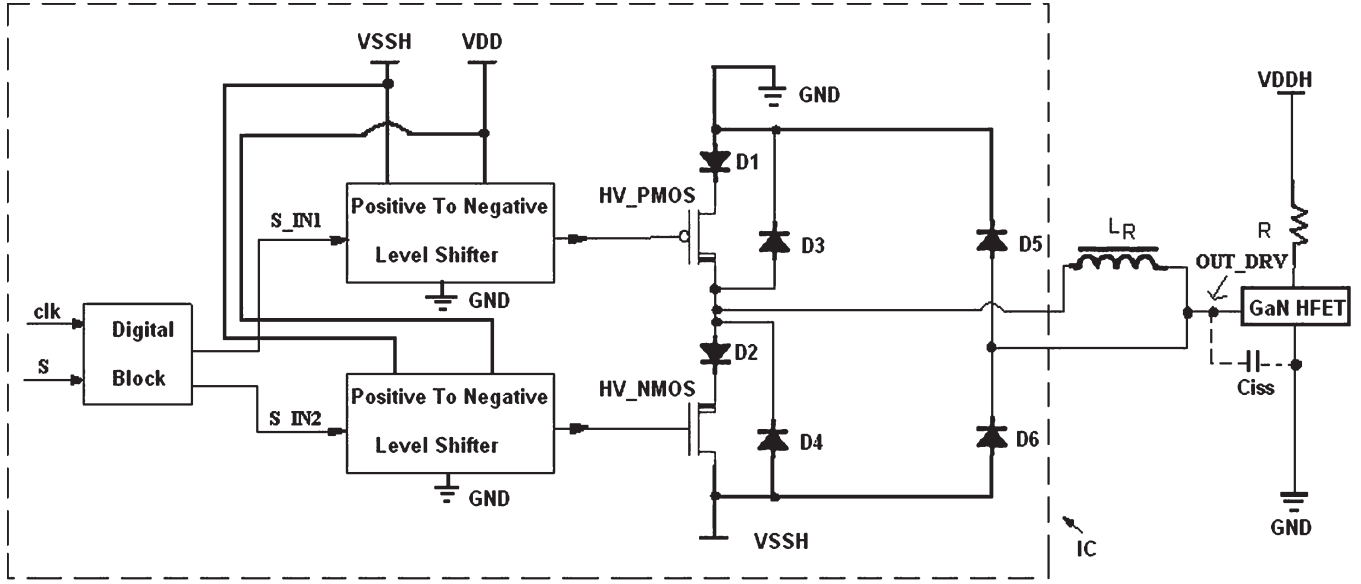 VSSH
VDD
GND
VDDH
D1
HV_PMOS
Positive To Negative
Level Shifter
S_IN1
D3
D5
LR
R
OUT_DRV
GND
GaN HFET
clk
Digital
Block
S
D2
Ciss
HV_NMOS
Positive To Negative
Level Shifter
S_IN2
D4
D6
GND
VSSH
IC
GND